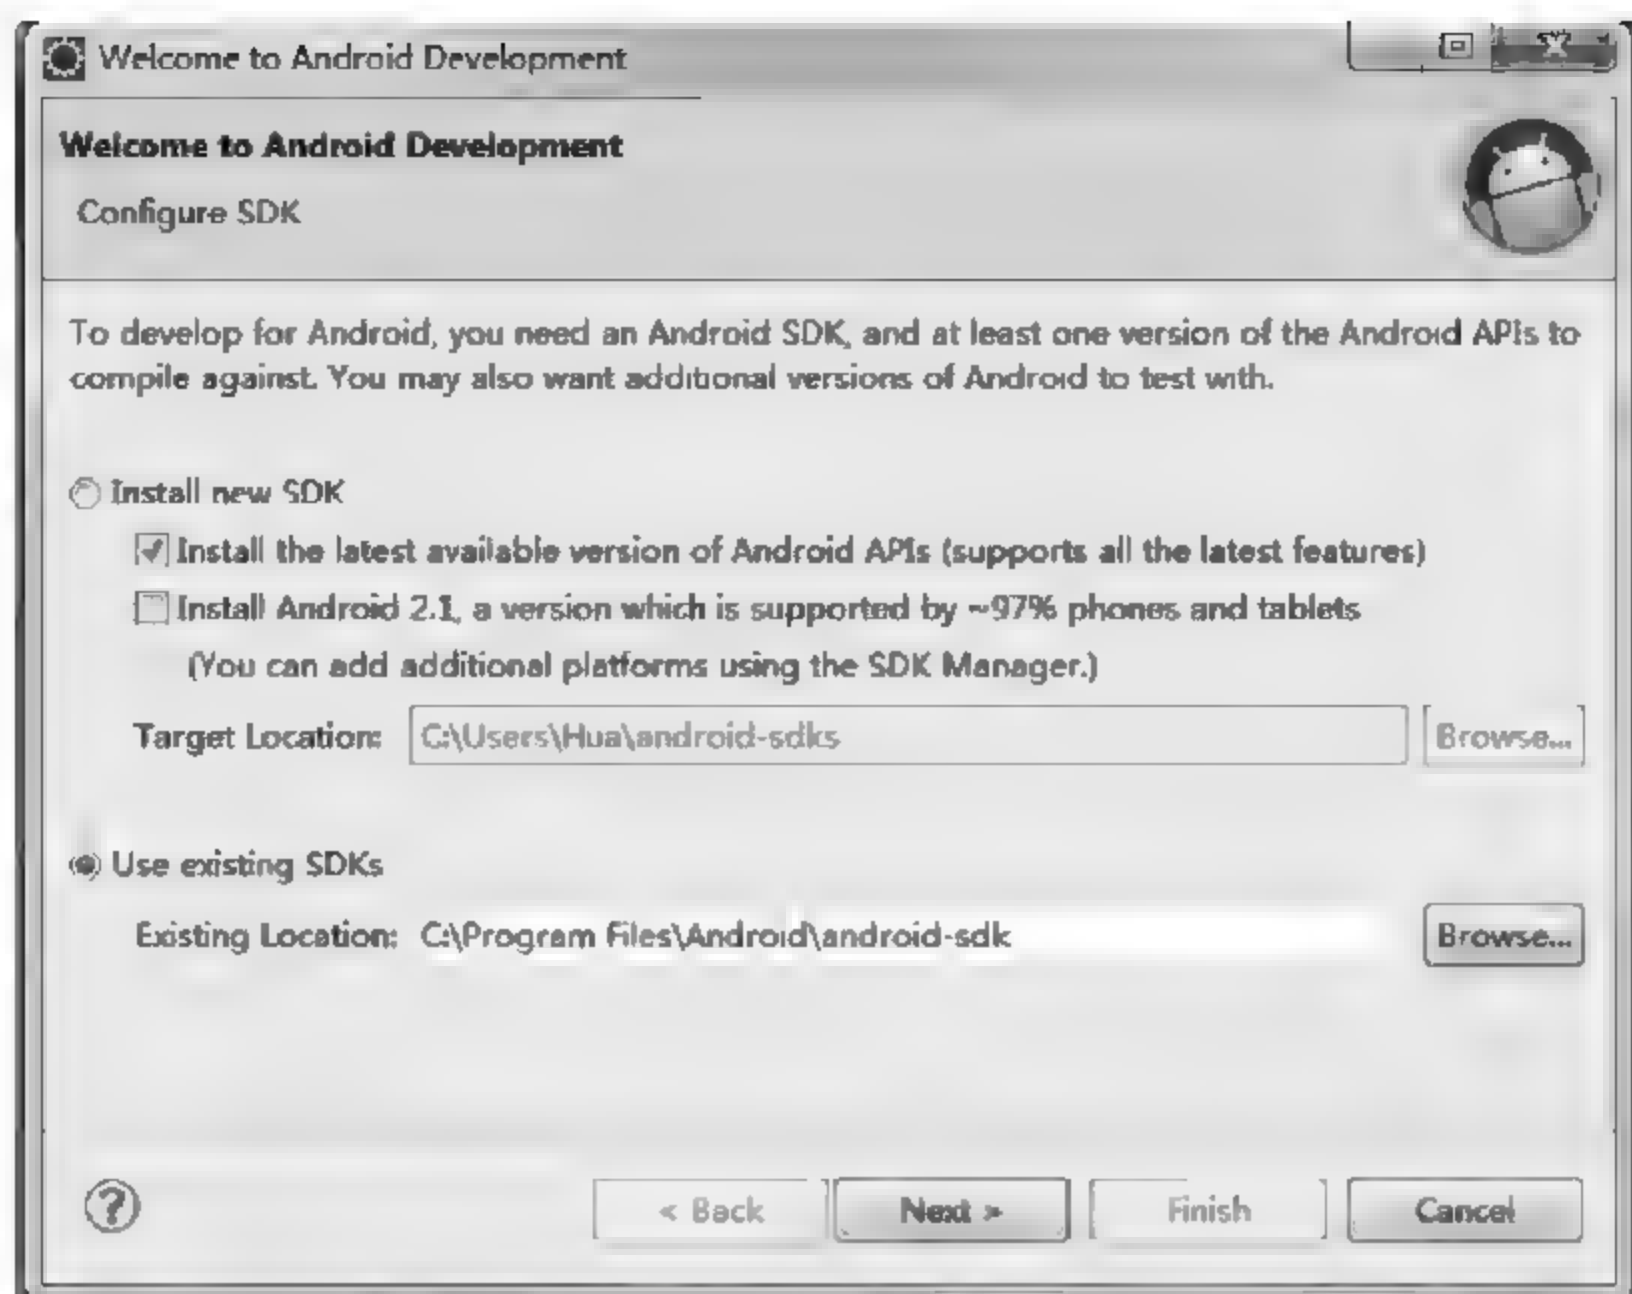 Welcome to Android Development
Welcome to Android Development
Configure SDK
To develop for Android, you need an Android SDK, and at least one version of the Android APIs to
compile against. You may also want additional versions of Android to test with.
Install new SDK
Install the latest available version of Android APIs (supports all the latest features)
Install Android 2.1, a version which is supported by ~97% phones and tablets
(You can add additional platforms using the SDK Manager.)
Target Location: C:\Users\Hua\android-sdks Browse...
Use existing SDKs
Existing Location: C:\Program Files\Android\android-sdk Browse...
< Back Next > Finish Cancel